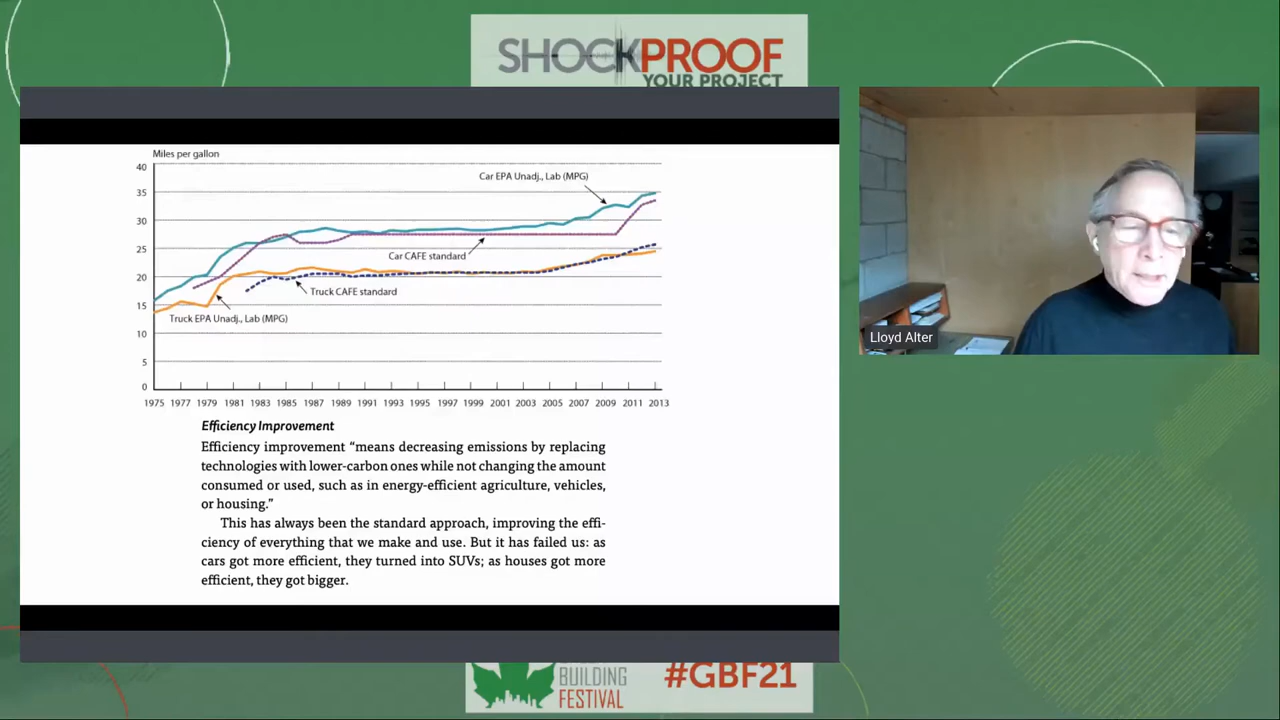 SHOCKPROOF
YOUR PROJECT
Miles per gallon
40
35
30
25
20
15
10
5
0
Car EPA Unadj., Lab (MPG)
Car CAFE standard
Truck CAFE standard
Truck EPA Unadj., Lab (MPG)
1975 1977 1979 1981 1983 1985 1987 1989 1991 1993 1995 1997 1999 2001 2003 2005 2007 2009 2011 2013
Efficiency Improvement
Efficiency improvement “means decreasing emissions by replacing
technologies with lower-carbon ones while not changing the amount
consumed or used, such as in energy-efficient agriculture, vehicles,
or housing.”
This has always been the standard approach, improving the effi-
ciency of everything that we make and use. But it has failed us: as
cars got more efficient, they turned into SUVs; as houses got more
efficient, they got bigger.
Lloyd Alter
BUILDING
FESTIVAL
#GBF21